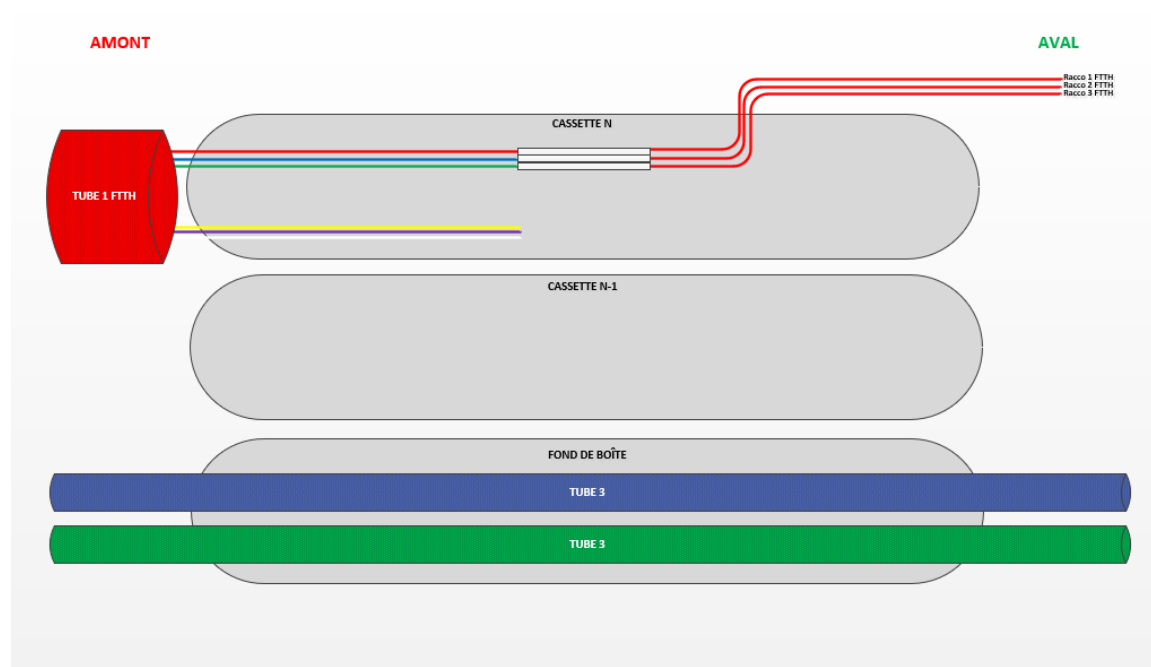 AMONT
AVAL
Racco 1 FTTH
Racco 2 FTTH
Racco 3 FTTH
CASSETTE N
TUBE 1 FTTH
CASSETTE N-1
FOND DE BOÎTE
TUBE 3
TUBE 3